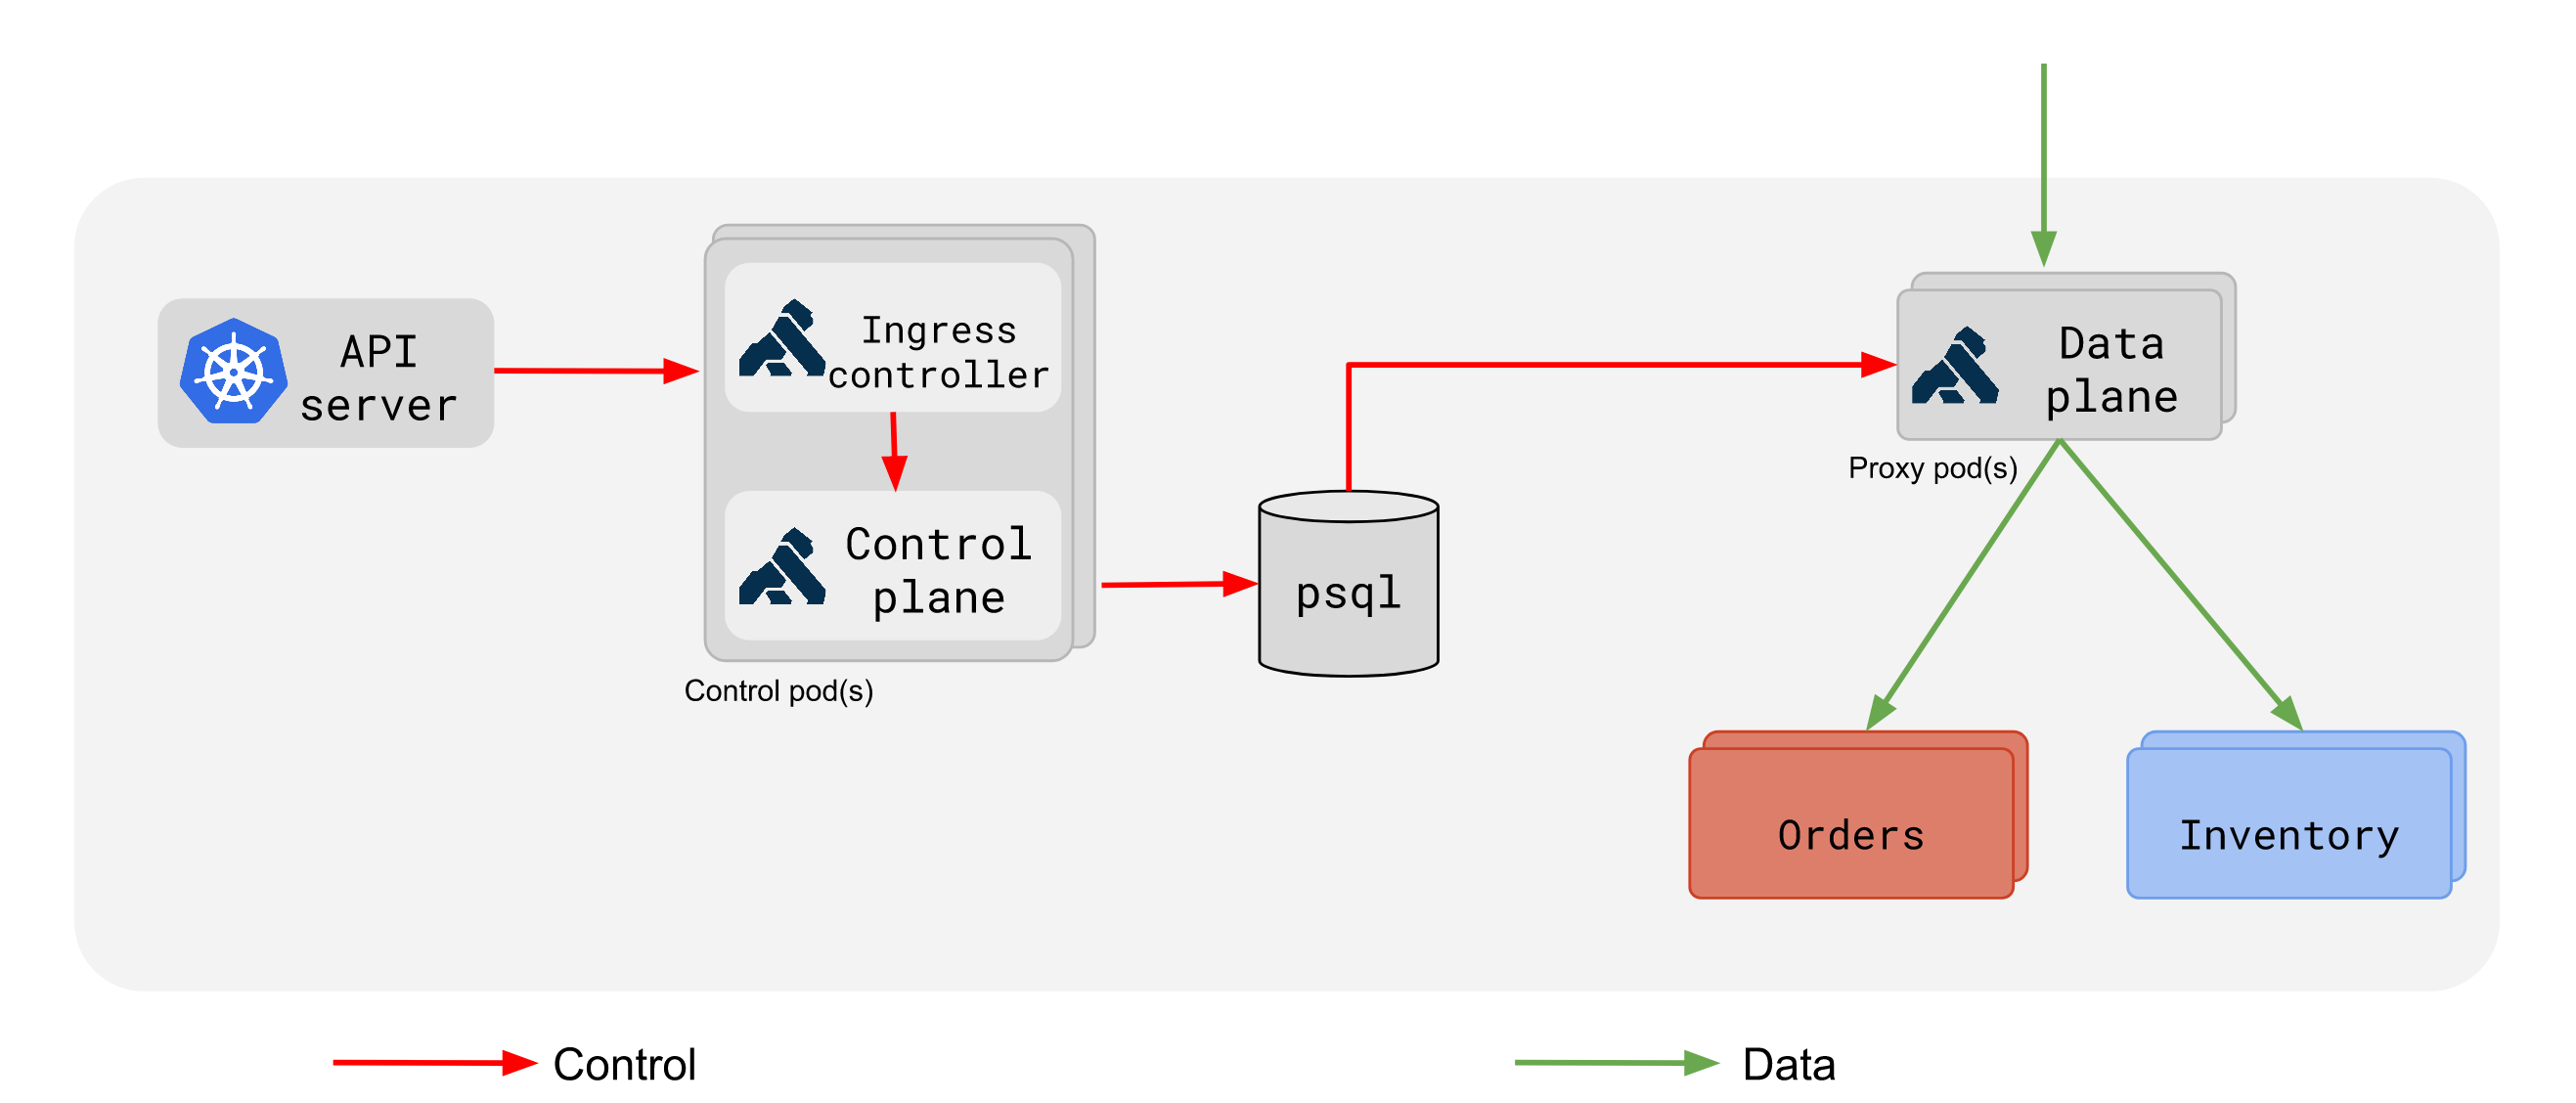 API
server
Ingress
controller
Control
plane
Control pod(s)
psql
Data
plane
Proxy pod(s)
Orders
Inventory
Control
Data